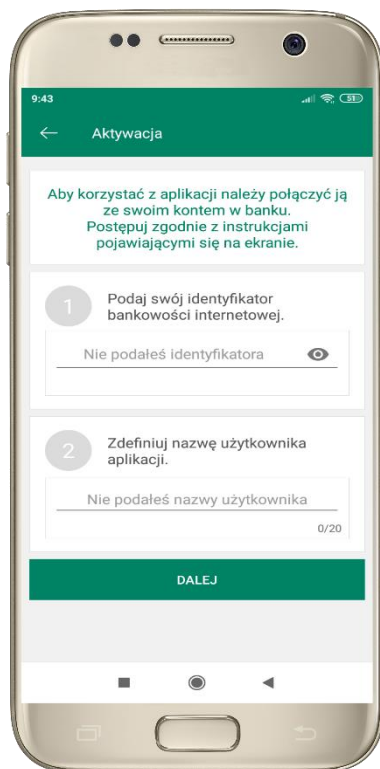 9:43
51
Aktywacja
Aby korzystać z aplikacji należy połączyć ją
ze swoim kontem w banku.
Postępuj zgodnie z instrukcjami
pojawiającymi się na ekranie.
1
Podaj swój identyfikator
bankowości internetowej.
Nie podałeś identyfikatora
2
Zdefiniuj nazwę użytkownika
aplikacji.
Nie podałeś nazwy użytkownika
0/20
DALEJ